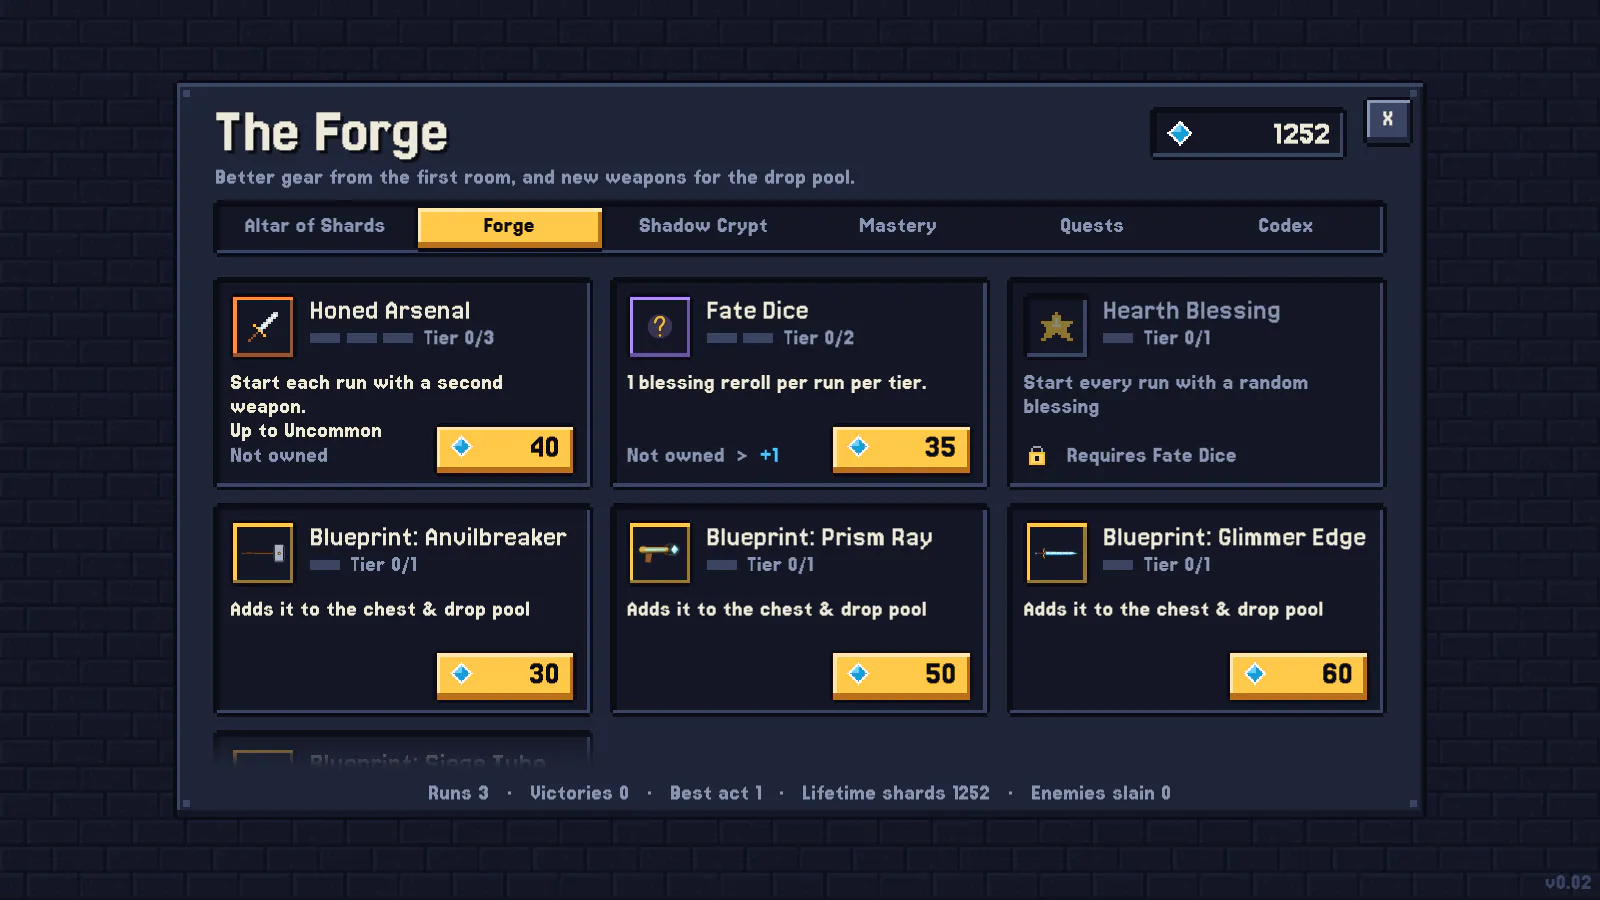 The Forge
1252
X
Better gear from the first room, and new weapons for the drop pool.
Altar of Shards
Forge
Shadow Crypt
Mastery
Quests
Codex
Honed Arsenal
Tier 0/3
Start each run with a second
weapon.
Up to Uncommon
Not owned
40
Fate Dice
?
Tier 0/2
1 blessing reroll per run per tier.
Not owned > +1
35
Hearth Blessing
Tier 0/1
Start every run with a random
blessing
Requires Fate Dice
Blueprint: Anvilbreaker
Tier 0/1
Adds it to the chest & drop pool
30
Blueprint: Prism Ray
Tier 0/1
Adds it to the chest & drop pool
50
Blueprint: Glimmer Edge
Tier 0/1
Adds it to the chest & drop pool
60
Blueprint: Siege Tube
Runs 3 · Victories 0 · Best act 1 · Lifetime shards 1252 · Enemies slain 0
v0.02